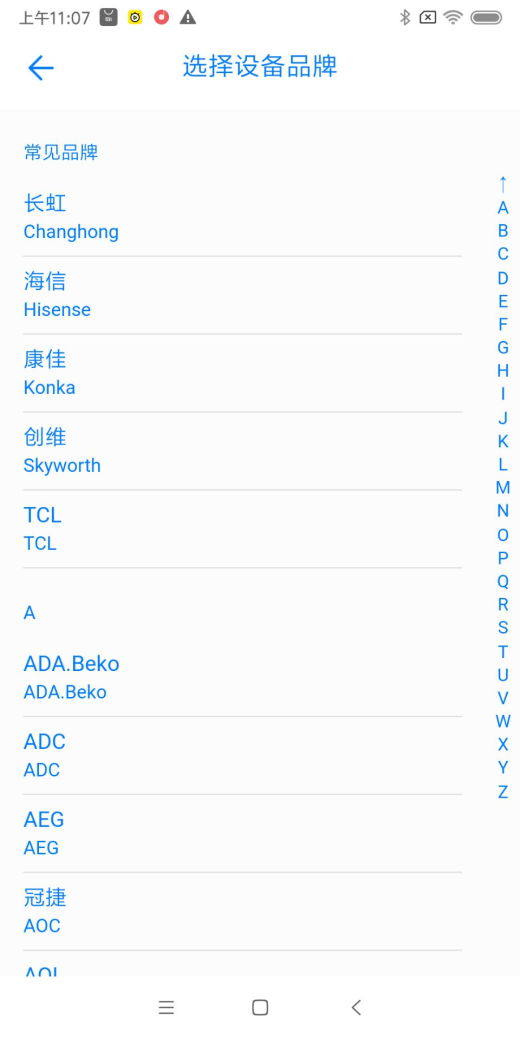 上午11:07
选择设备品牌
常见品牌
长虹
Changhong
海信
Hisense
康佳
Konka
创维
Skyworth
TCL
TCL
A
ADA.Beko
ADA.Beko
ADC
ADC
AEG
AEG
冠捷
AOC
AOI
↑
A
B
C
D
E
F
G
H
I
J
K
L
M
N
O
P
Q
R
S
T
U
V
W
X
Y
Z